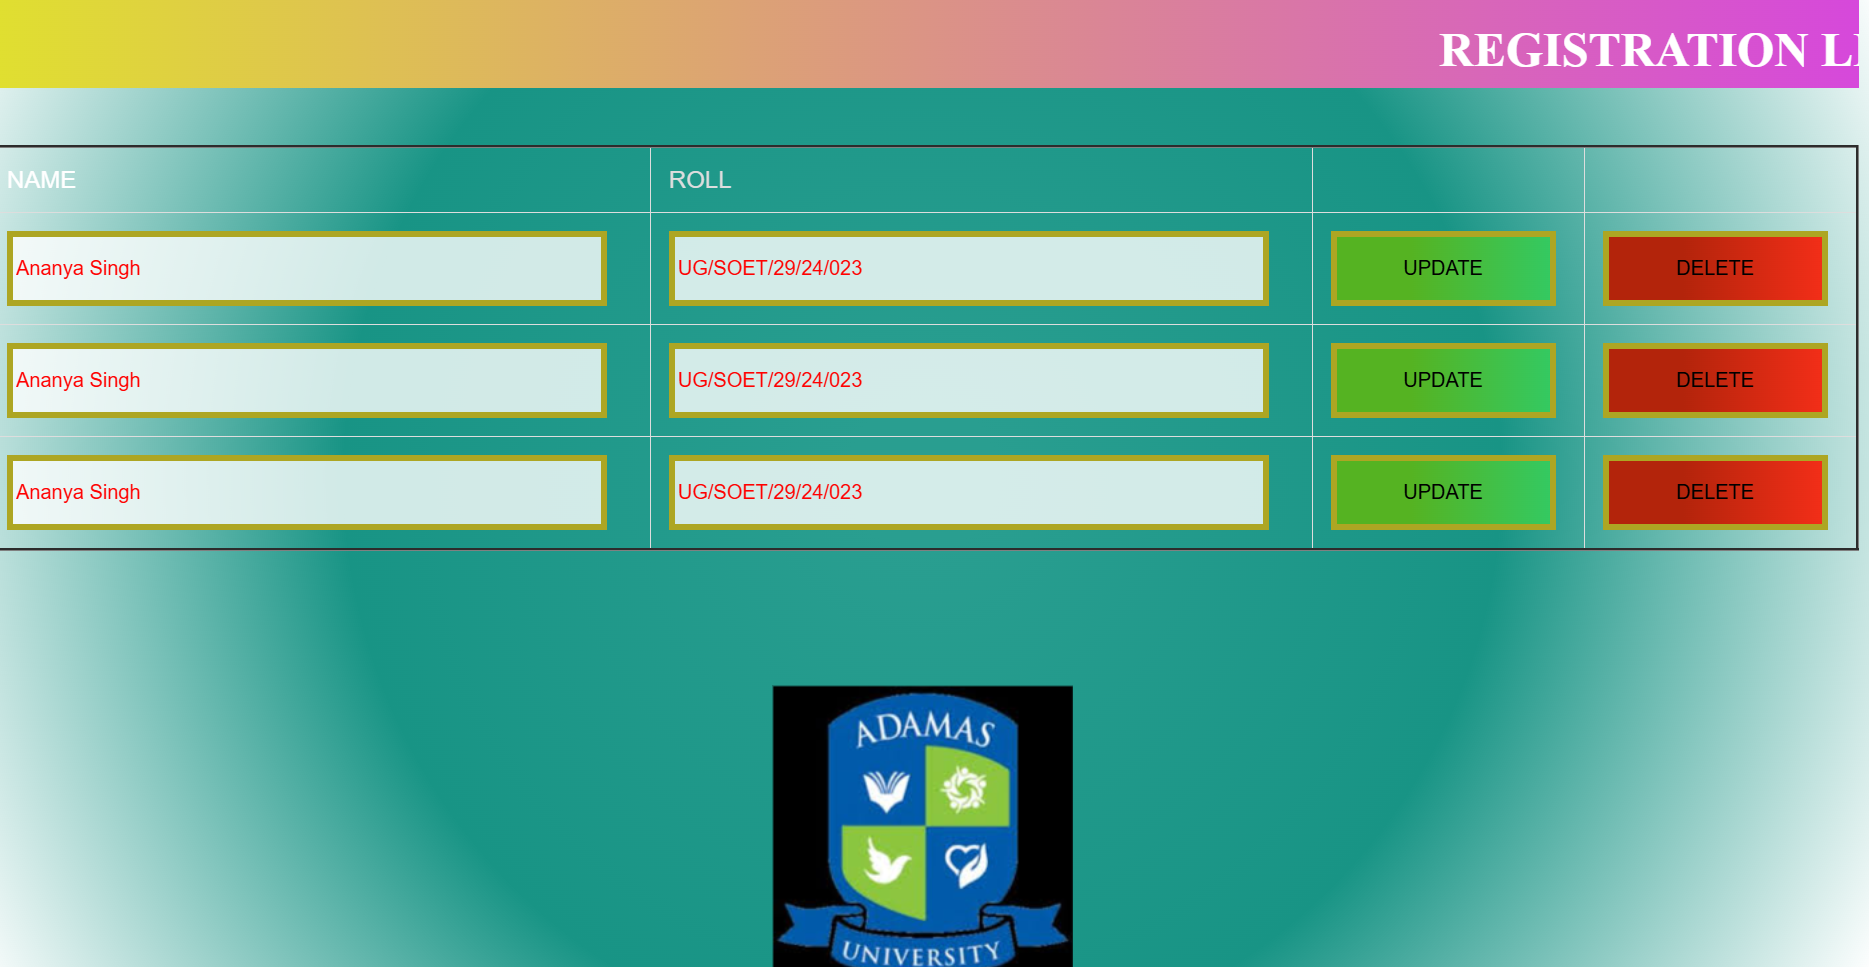 REGISTRATION L
NAME ROLL
Ananya Singh UG/SOET/29/24/023 UPDATE DELETE
Ananya Singh UG/SOET/29/24/023 UPDATE DELETE
Ananya Singh UG/SOET/29/24/023 UPDATE DELETE
ADAMAS
UNIVERSITY